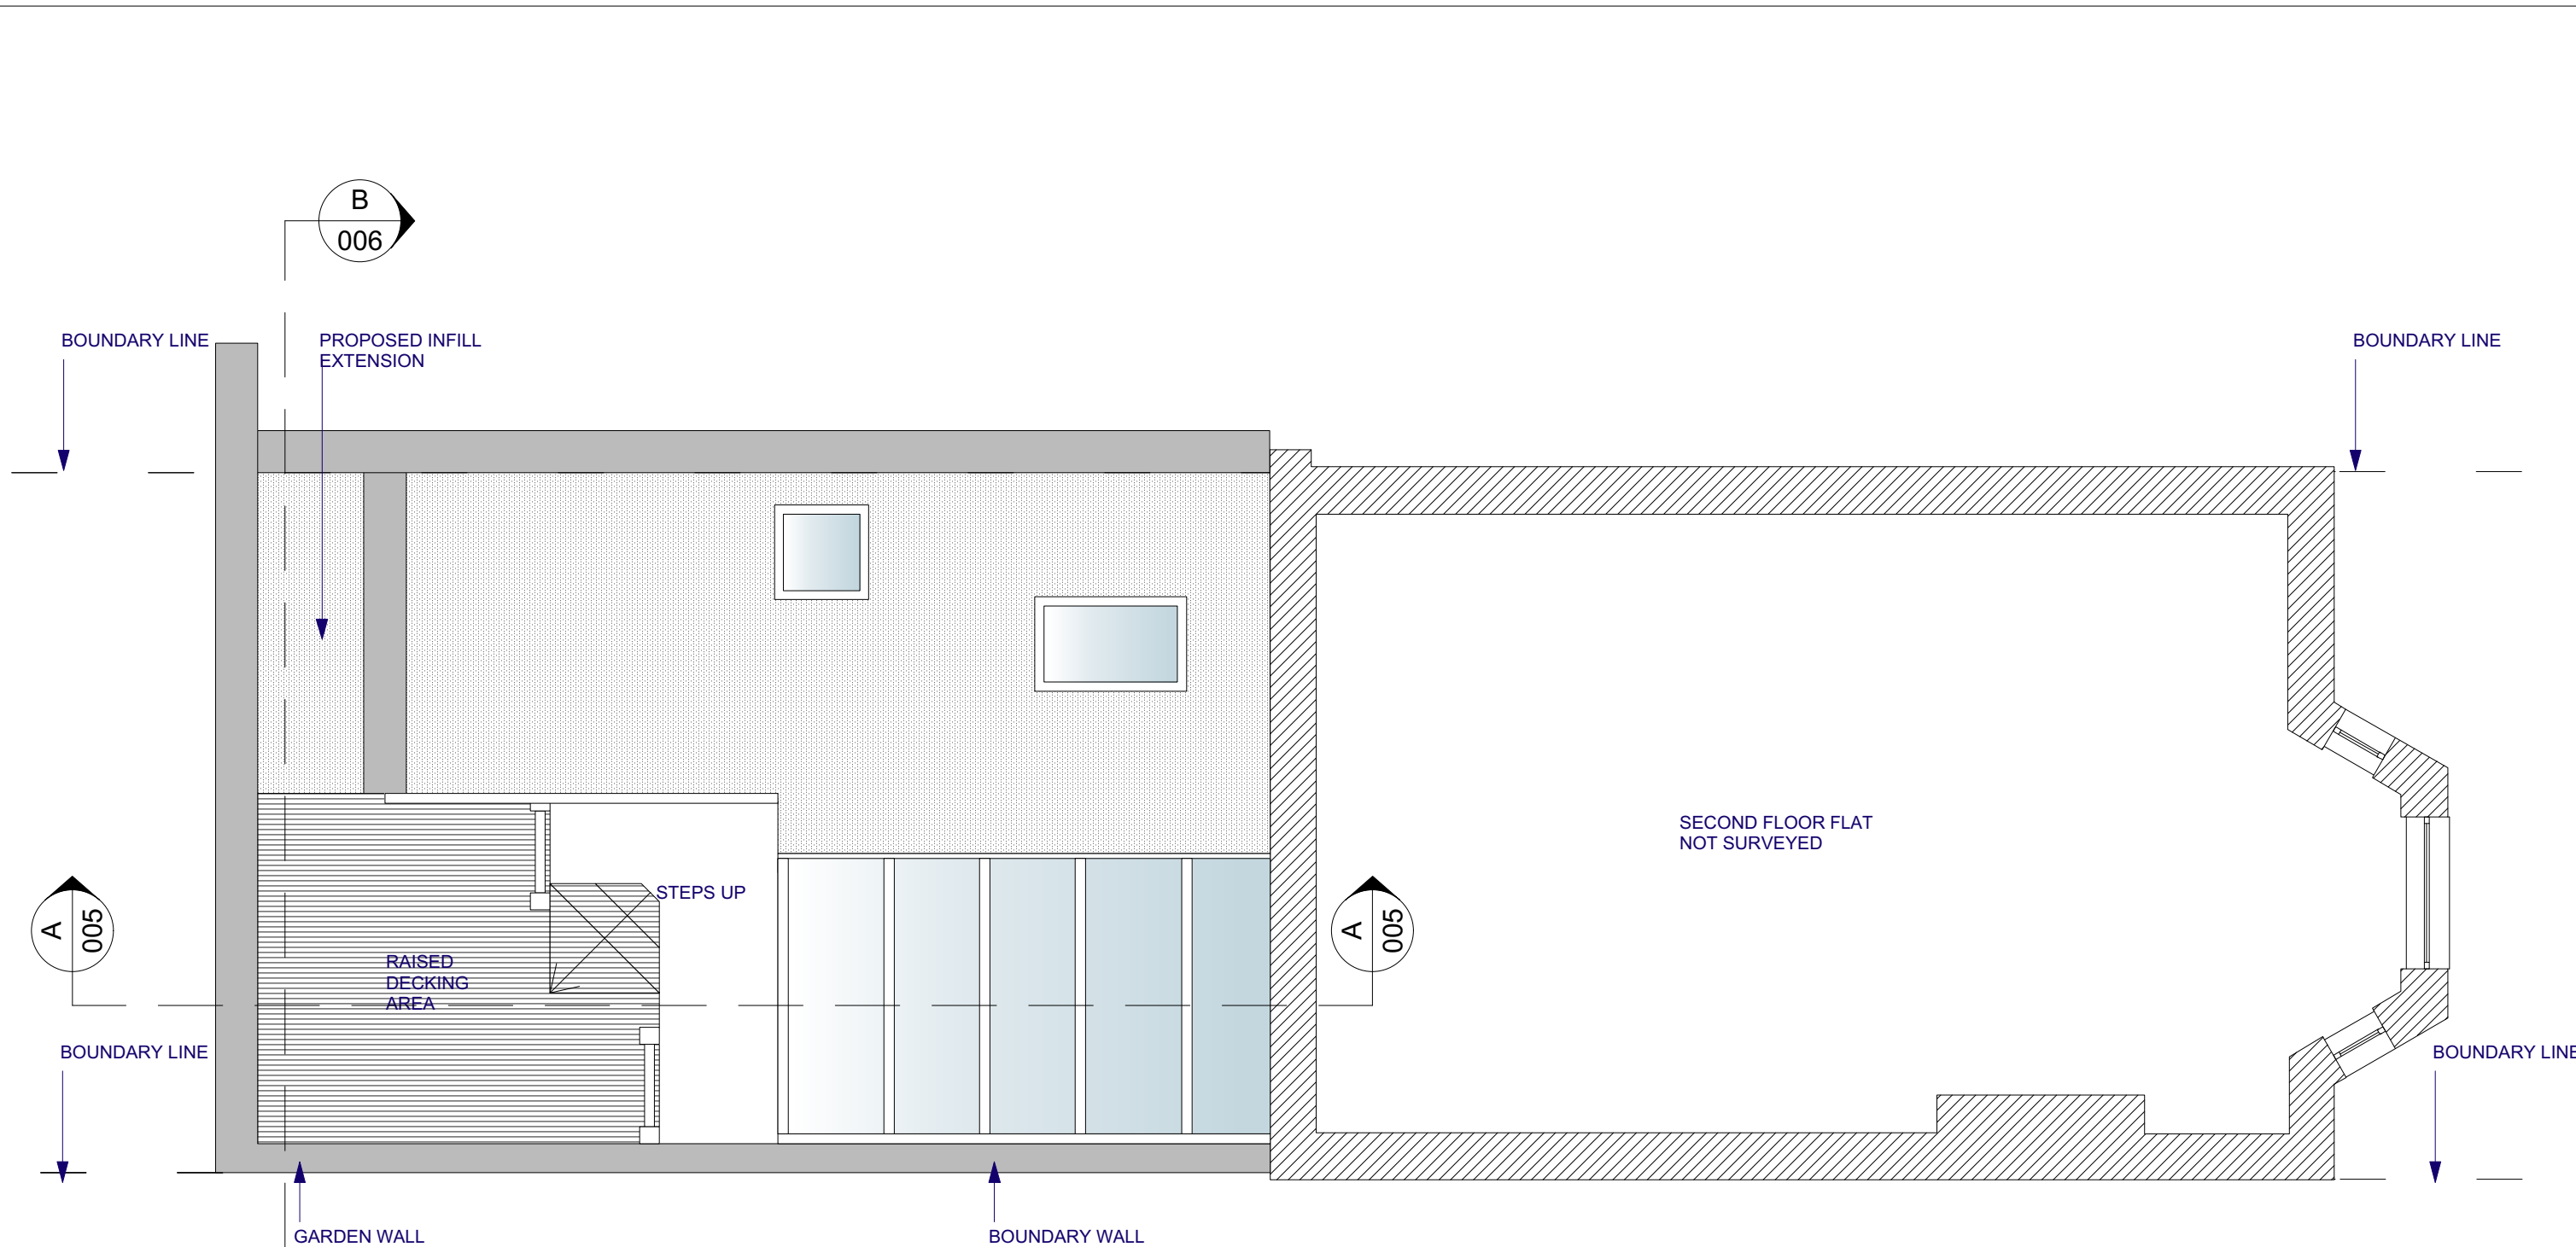 B
006
BOUNDARY LINE
PROPOSED INFILL
EXTENSION
BOUNDARY LINE
SECOND FLOOR FLAT
NOT SURVEYED
STEPS UP
A
005
A
005
RAISED
DECKING
AREA
BOUNDARY LINE
BOUNDARY LINE
GARDEN WALL
BOUNDARY WALL